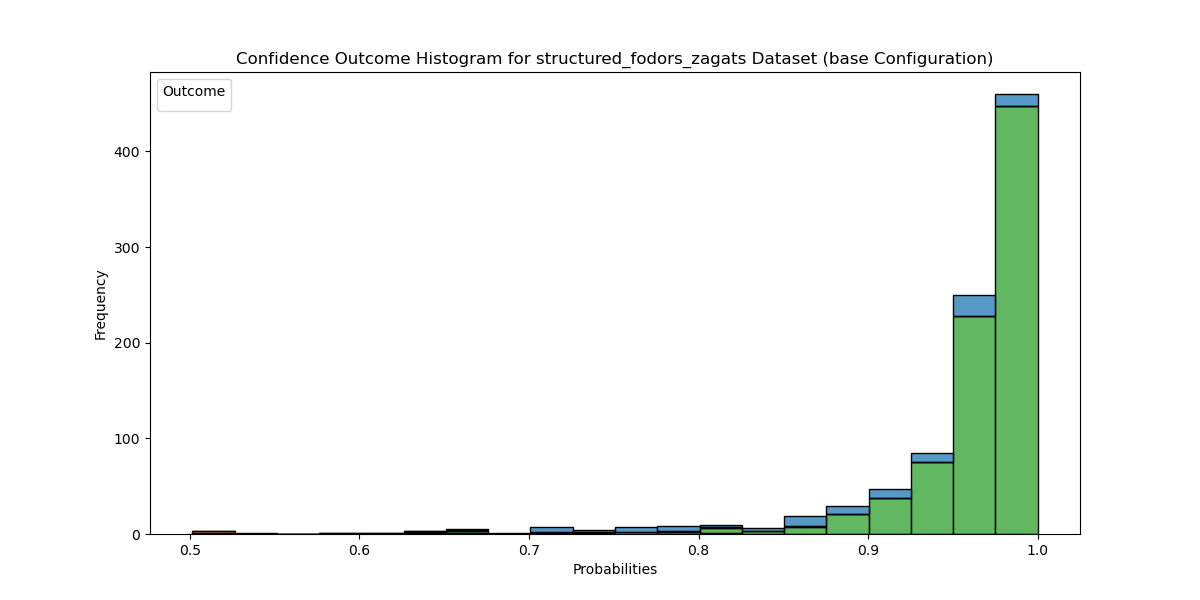 Confidence Outcome Histogram for structured_fodors_zagats Dataset (base Configuration)
Outcome
400
300
200
100
0
Frequency
0.5 0.6 0.7 0.8 0.9 1.0
Probabilities